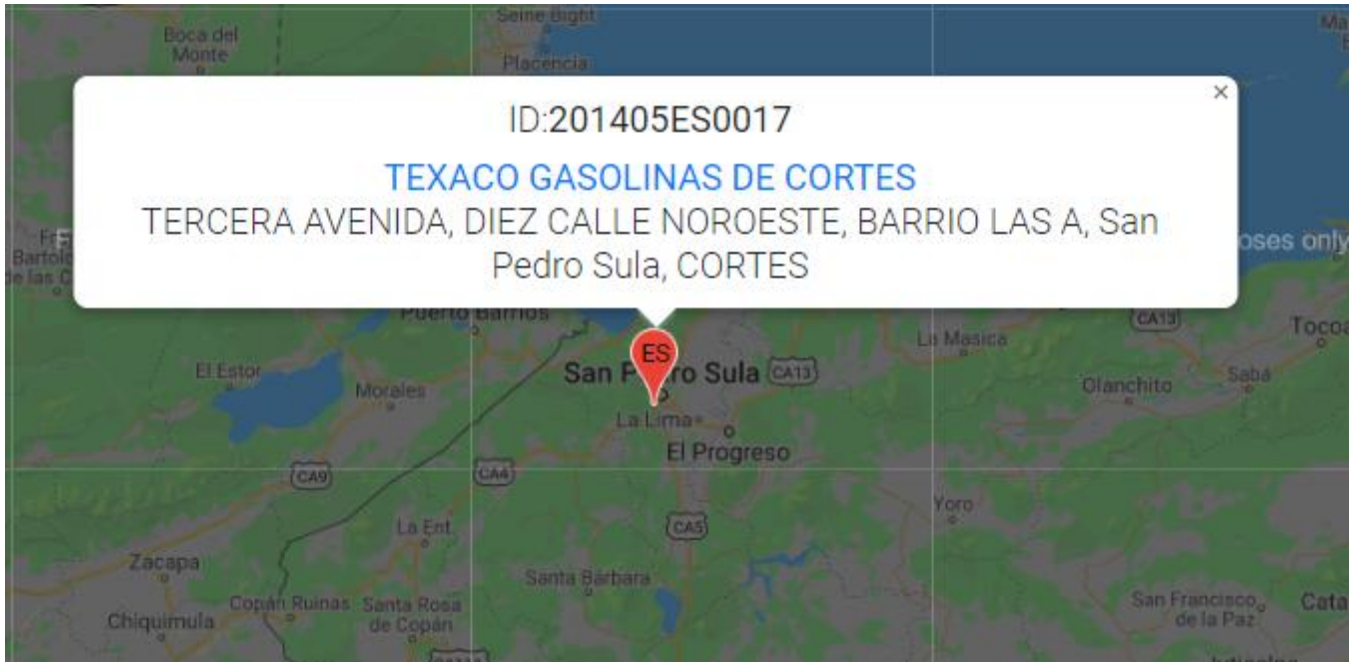 Seine Bight
Boca del
Monte
Placencia
×
ID:201405ES0017
TEXACO GASOLINAS DE CORTES
TERCERA AVENIDA, DIEZ CALLE NOROESTE, BARRIO LAS A, San
Pedro Sula, CORTES
oses only
Puerto Barrios
CA13
Tocoa
La Masica
ES
El Estor
San Pedro Sula
CA13
Morales
Olanchito
Sabá
La Lima
El Progreso
CA9
CA4
Yoro
La Ent.
CA5
Zacapa
Santa Bárbara
Copán Ruinas
Santa Rosa
de Copán
San Francisco
de la Paz
Cata
Chiquimula